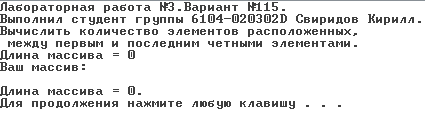 Лабораторная работа №3.Вариант №115.
Выполнил студент группы 6104-020302D Свиридов Кирилл.
Вычислить количество элементов расположенных,
 между первым и последним четными элементами.
Длина массива = 0
Ваш массив:
Длина массива = 0.
Для продолжения нажмите любую клавишу . . .